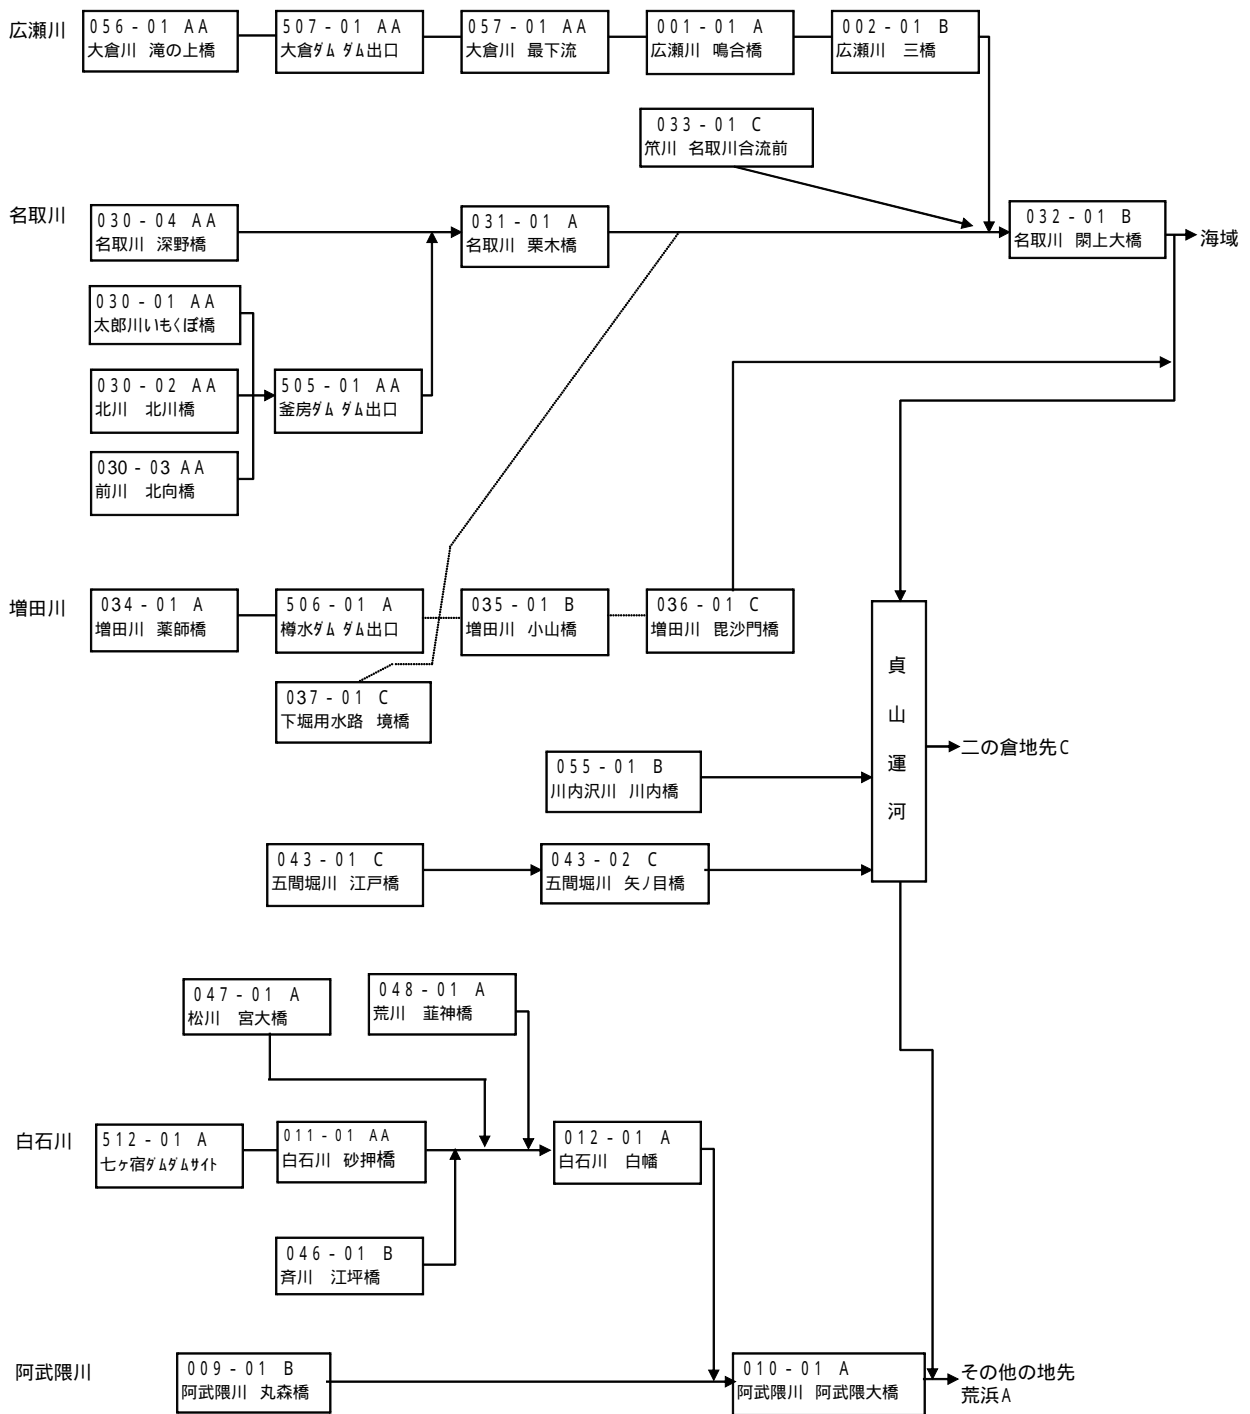 広瀬川
056-01 AA
大倉川 滝の上橋
507-01 AA
大倉ダム ダム出口
057-01 AA
大倉川 最下流
001-01 A
広瀬川 鳴合橋
002-01 B
広瀬川 三橋
033-01 C
笊川 名取川合流前
名取川
030-04 AA
名取川 深野橋
031-01 A
名取川 栗木橋
032-01 B
名取川 閖上大橋
海域
030-01 AA
太郎川いもくぼ橋
030-02 AA
北川 北川橋
505-01 AA
釜房ダム ダム出口
030-03 AA
前川 北向橋
増田川
034-01 A
増田川 薬師橋
506-01 A
樽水ダム ダム出口
035-01 B
増田川 小山橋
036-01 C
増田川 毘沙門橋
037-01 C
下堀用水路 境橋
貞山運河
二の倉地先C
055-01 B
川内沢川 川内橋
043-01 C
五間堀川 江戸橋
043-02 C
五間堀川 矢ノ目橋
047-01 A
松川 宮大橋
048-01 A
荒川 韮神橋
白石川
512-01 A
七ヶ宿ダムダムサイト
011-01 AA
白石川 砂押橋
012-01 A
白石川 白幡
046-01 B
斉川 江坪橋
阿武隈川
009-01 B
阿武隈川 丸森橋
010-01 A
阿武隈川 阿武隈大橋
その他の地先
荒浜A